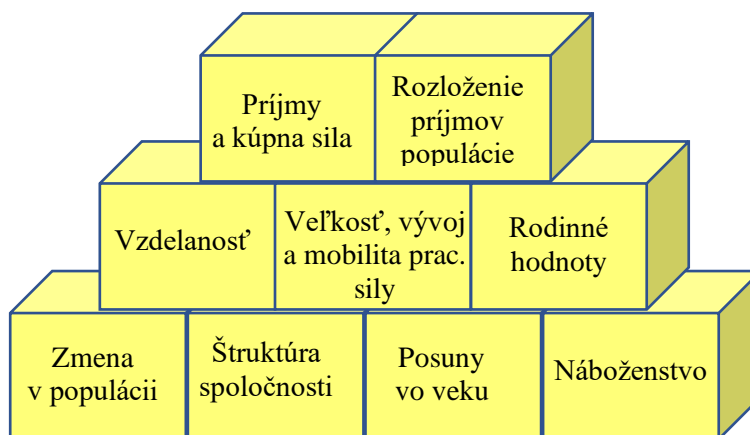 Príjmy
a kúpna sila
Rozloženie
príjmov
populácie
Vzdelanosť
Veľkosť, vývoj
a mobilita prac.
sily
Rodinné
hodnoty
Zmena
v populácii
Štruktúra
spoločnosti
Posuny
vo veku
Náboženstvo